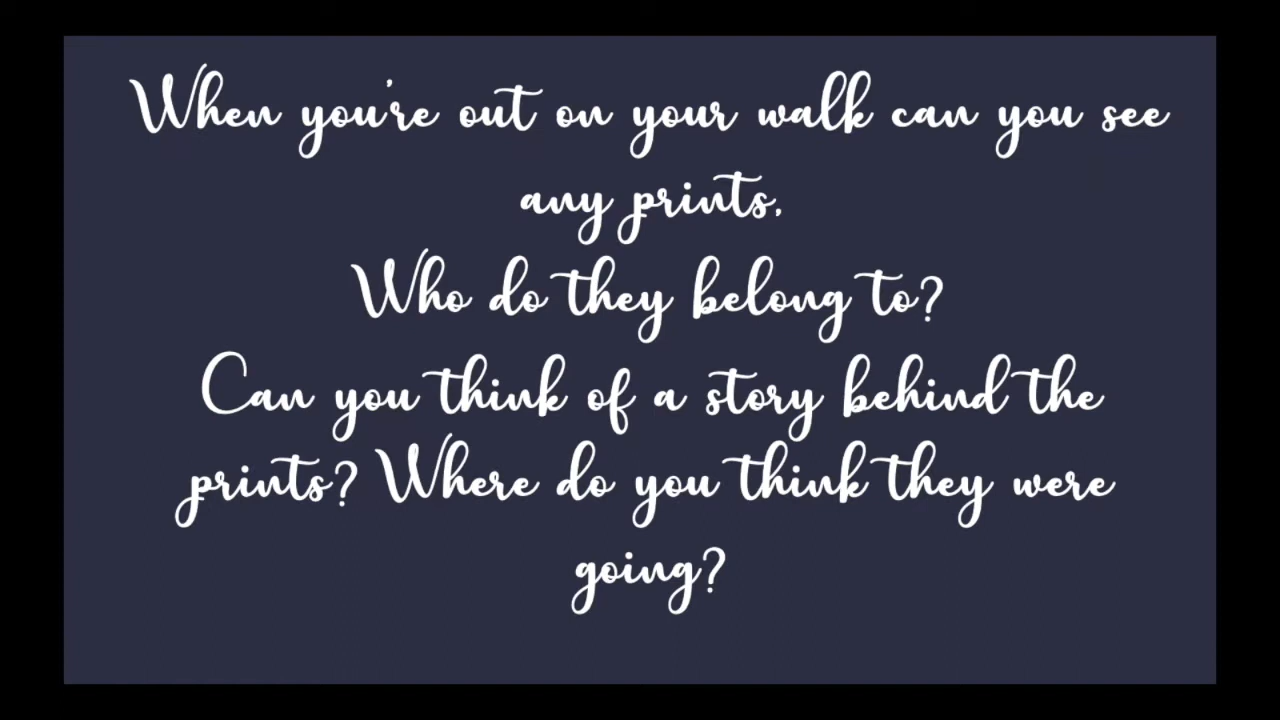 When you're out on your walk can you see
any prints,
Who do they belong to?
Can you think of a story behind the
prints? Where do you think they were
going?